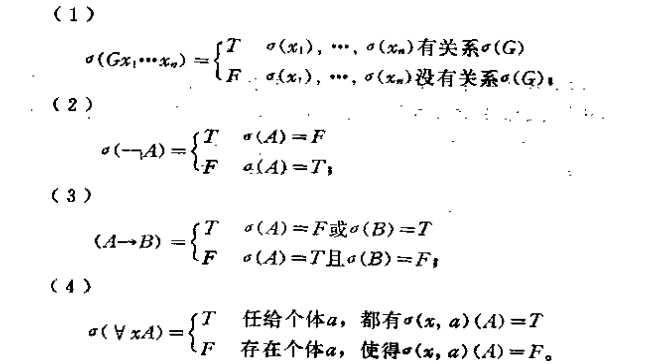 （1）
σ(Gx₁⋯xₙ) = { T σ(x₁), ⋯, σ(xₙ)有关系σ(G)
F σ(x₁), ⋯, σ(xₙ)没有关系σ(G);
（2）
σ(¬A) = { T σ(A) = F
F σ(A) = T;
（3）
(A→B) = { T σ(A) = F或σ(B) = T
F σ(A) = T且σ(B) = F;
（4）
σ(∀xA) = { T 任给个体a，都有σ(x, a)(A) = T
F 存在个体a，使得σ(x, a)(A) = F。